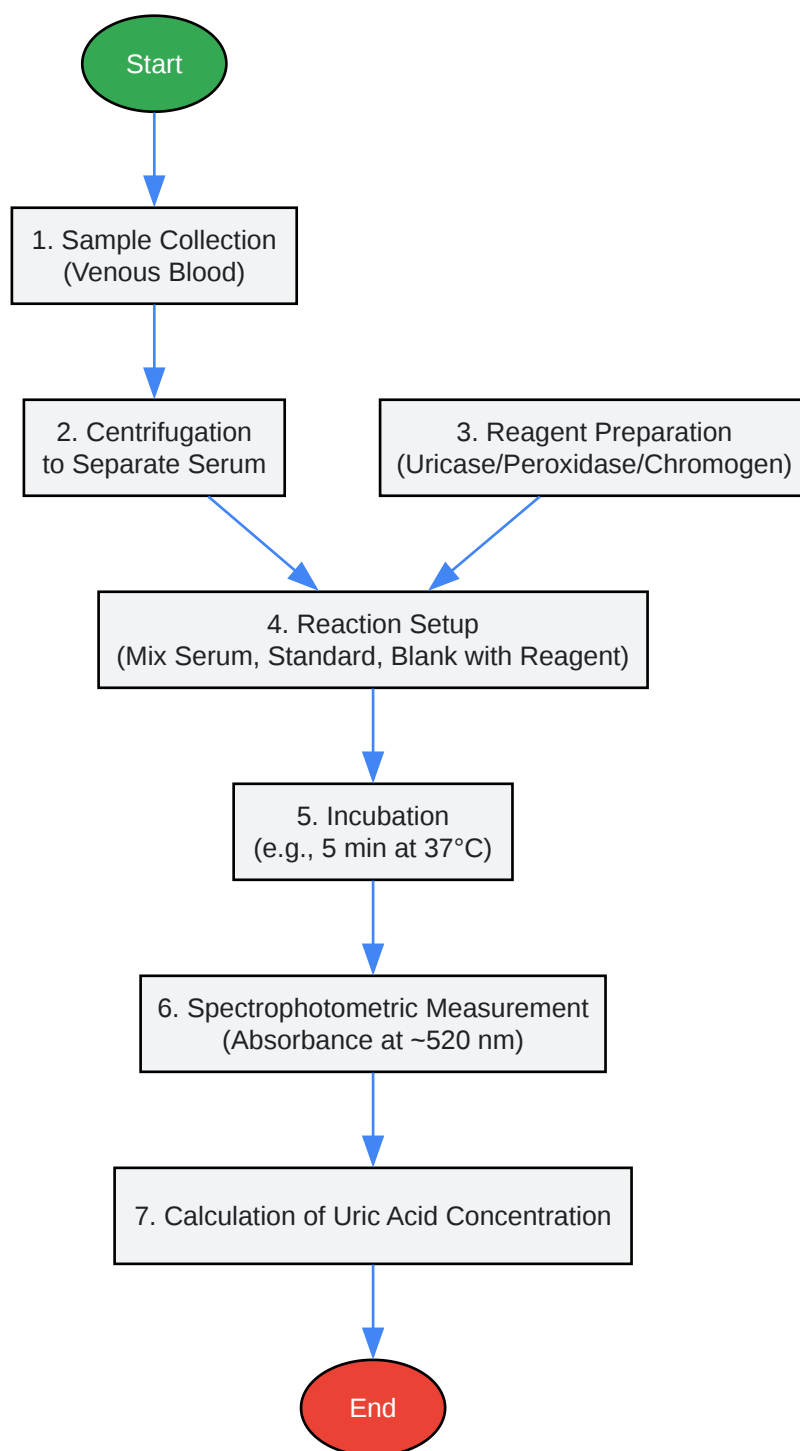 Start
1. Sample Collection
(Venous Blood)
2. Centrifugation
to Separate Serum
3. Reagent Preparation
(Uricase/Peroxidase/Chromogen)
4. Reaction Setup
(Mix Serum, Standard, Blank with Reagent)
5. Incubation
(e.g., 5 min at 37°C)
6. Spectrophotometric Measurement
(Absorbance at ~520 nm)
7. Calculation of Uric Acid Concentration
End